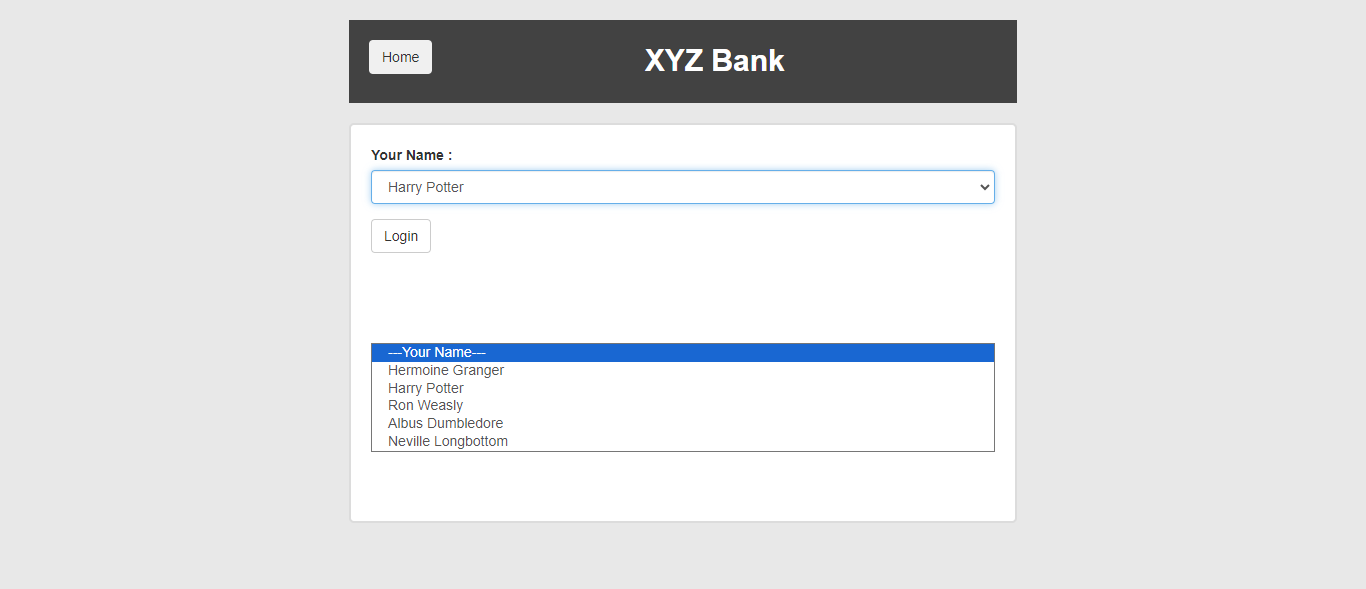 Home
XYZ Bank
Your Name :
Harry Potter
Login
---Your Name---
Hermoine Granger
Harry Potter
Ron Weasly
Albus Dumbledore
Neville Longbottom